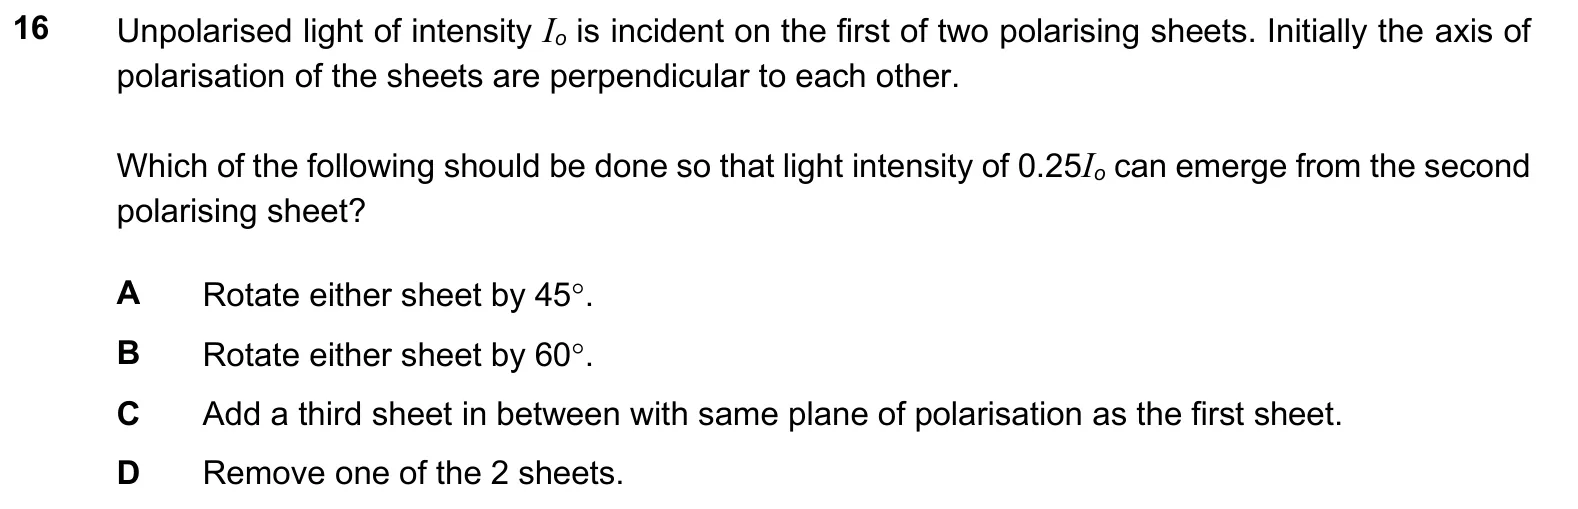 16 Unpolarised light of intensity Io is incident on the first of two polarising sheets. Initially the axis of
polarisation of the sheets are perpendicular to each other.
Which of the following should be done so that light intensity of 0.25Io can emerge from the second
polarising sheet?
A Rotate either sheet by 45°.
B Rotate either sheet by 60°.
C Add a third sheet in between with same plane of polarisation as the first sheet.
D Remove one of the 2 sheets.